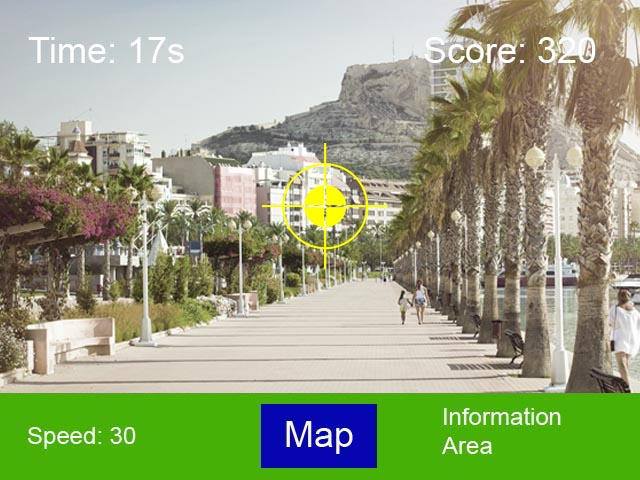 Time: 17s
Score: 320
Speed: 30
Map
Information
Area